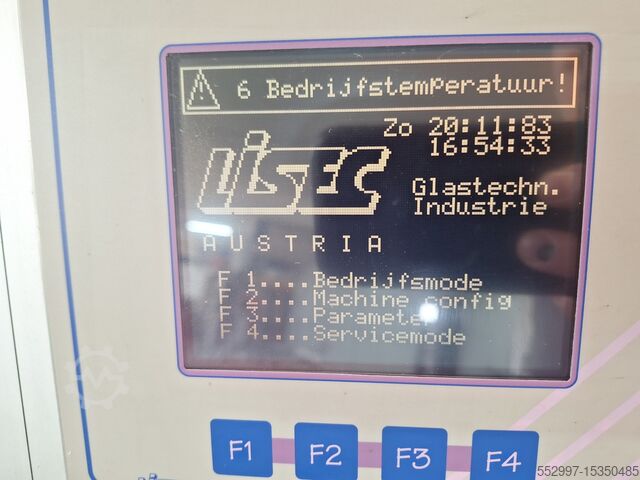 6 Bedrijfstemperatuur!
Zo 20:11:83
16:54:33
LiSEC
Glastechn.
Industrie
AUSTRIA
F 1....Bedrijfsmode
F 2....Machine config
F 3....Parameter
F 4....Servicemode
F1 F2 F3 F4
552997-15350485